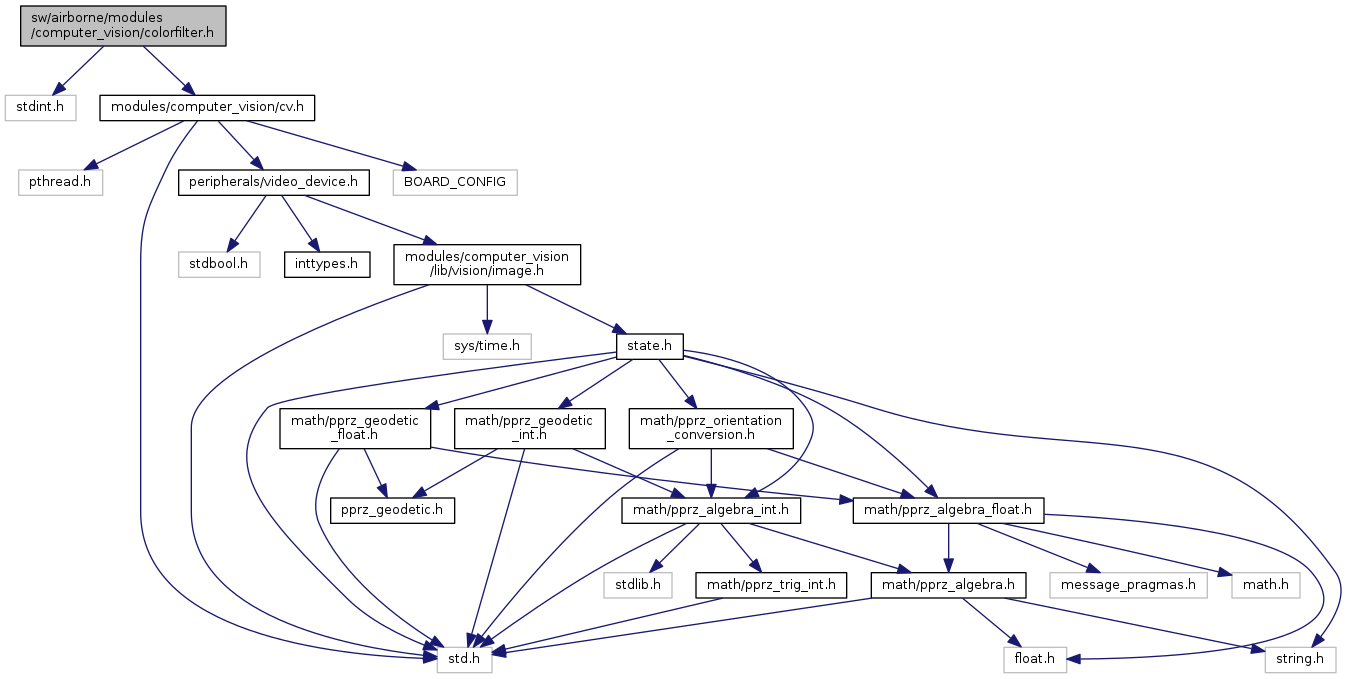 sw/airborne/modules
/computer_vision/colorfilter.h
stdint.h
modules/computer_vision/cv.h
pthread.h
peripherals/video_device.h
BOARD_CONFIG
stdbool.h
inttypes.h
modules/computer_vision
/lib/vision/image.h
sys/time.h
state.h
math/pprz_geodetic
_float.h
math/pprz_geodetic
_int.h
math/pprz_orientation
_conversion.h
pprz_geodetic.h
math/pprz_algebra_int.h
math/pprz_algebra_float.h
stdlib.h
math/pprz_trig_int.h
math/pprz_algebra.h
message_pragmas.h
math.h
std.h
float.h
string.h